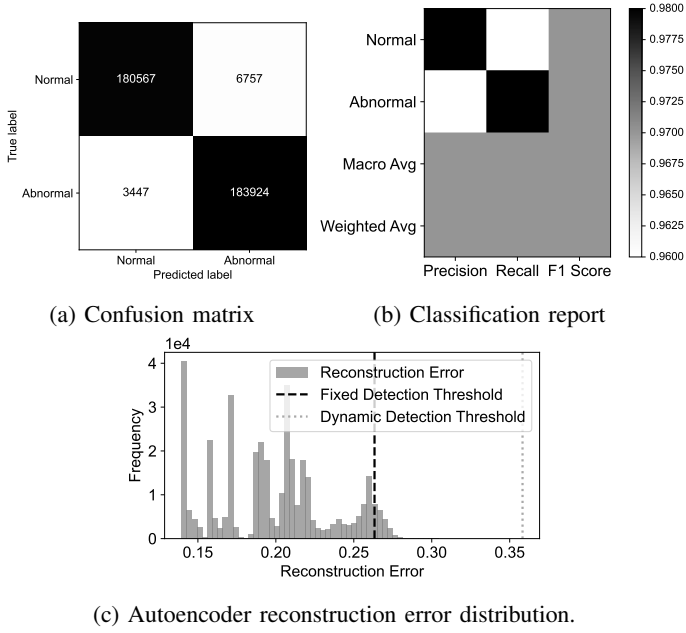 True label
Normal
Abnormal
180567
6757
3447
183924
Normal
Abnormal
Predicted label
Normal
Abnormal
Macro Avg
Weighted Avg
Precision
Recall
F1 Score
0.9800
0.9775
0.9750
0.9725
0.9700
0.9675
0.9650
0.9625
0.9600
(a) Confusion matrix
(b) Classification report
1e4
Frequency
4
3
2
1
0
Reconstruction Error
Fixed Detection Threshold
Dynamic Detection Threshold
0.15
0.20
0.25
0.30
0.35
Reconstruction Error
(c) Autoencoder reconstruction error distribution.